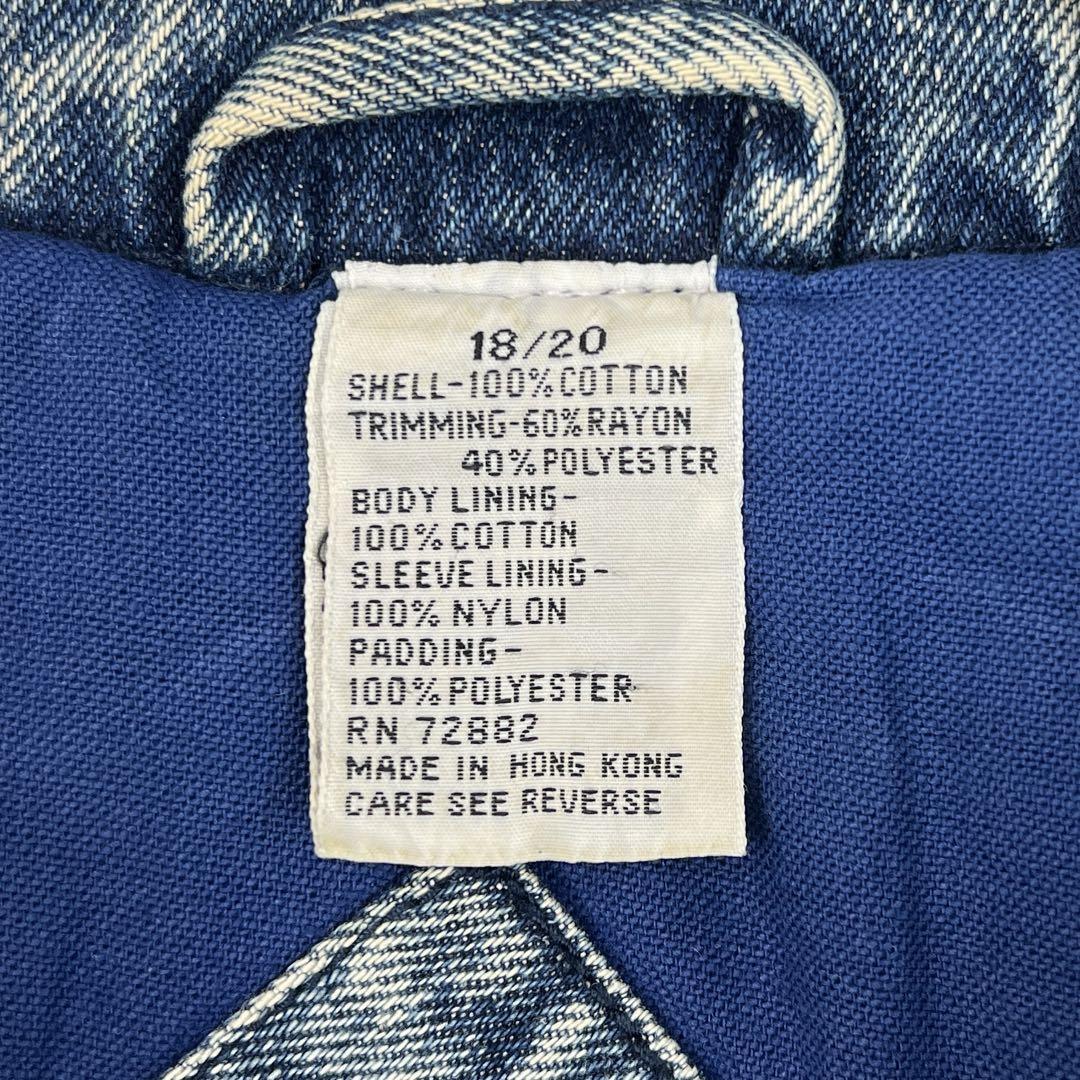 18/20
SHELL-100% COTTON
TRIMMING-60% RAYON
40% POLYESTER
BODY LINING-
100% COTTON
SLEEVE LINING-
100% NYLON
PADDING-
100% POLYESTER
RN 72882
MADE IN HONG KONG
CARE SEE REVERSE